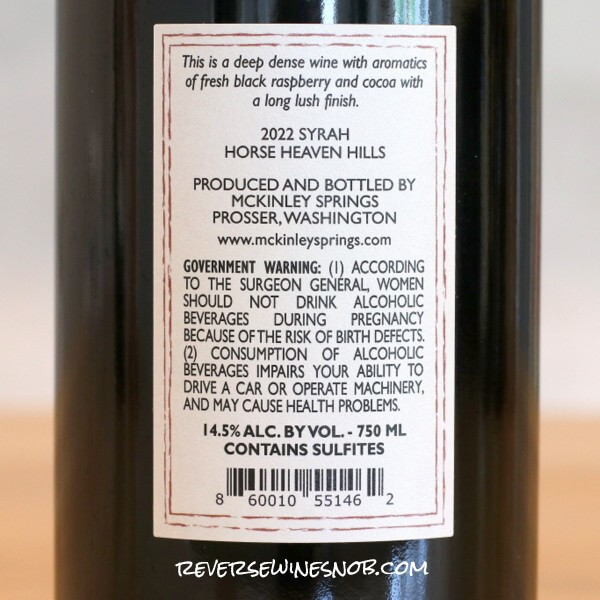 This is a deep dense wine with aromatics
of fresh black raspberry and cocoa with
a long lush finish.
2022 SYRAH
HORSE HEAVEN HILLS
PRODUCED AND BOTTLED BY
MCKINLEY SPRINGS
PROSSER, WASHINGTON
www.mckinleysprings.com
GOVERNMENT WARNING: (1) ACCORDING
TO THE SURGEON GENERAL, WOMEN
SHOULD NOT DRINK ALCOHOLIC
BEVERAGES DURING PREGNANCY
BECAUSE OF THE RISK OF BIRTH DEFECTS.
(2) CONSUMPTION OF ALCOHOLIC
BEVERAGES IMPAIRS YOUR ABILITY TO
DRIVE A CAR OR OPERATE MACHINERY,
AND MAY CAUSE HEALTH PROBLEMS.
14.5% ALC. BY VOL. - 750 ML
CONTAINS SULFITES
8 60010 55146 2
REVERSEWINESNOB.COM